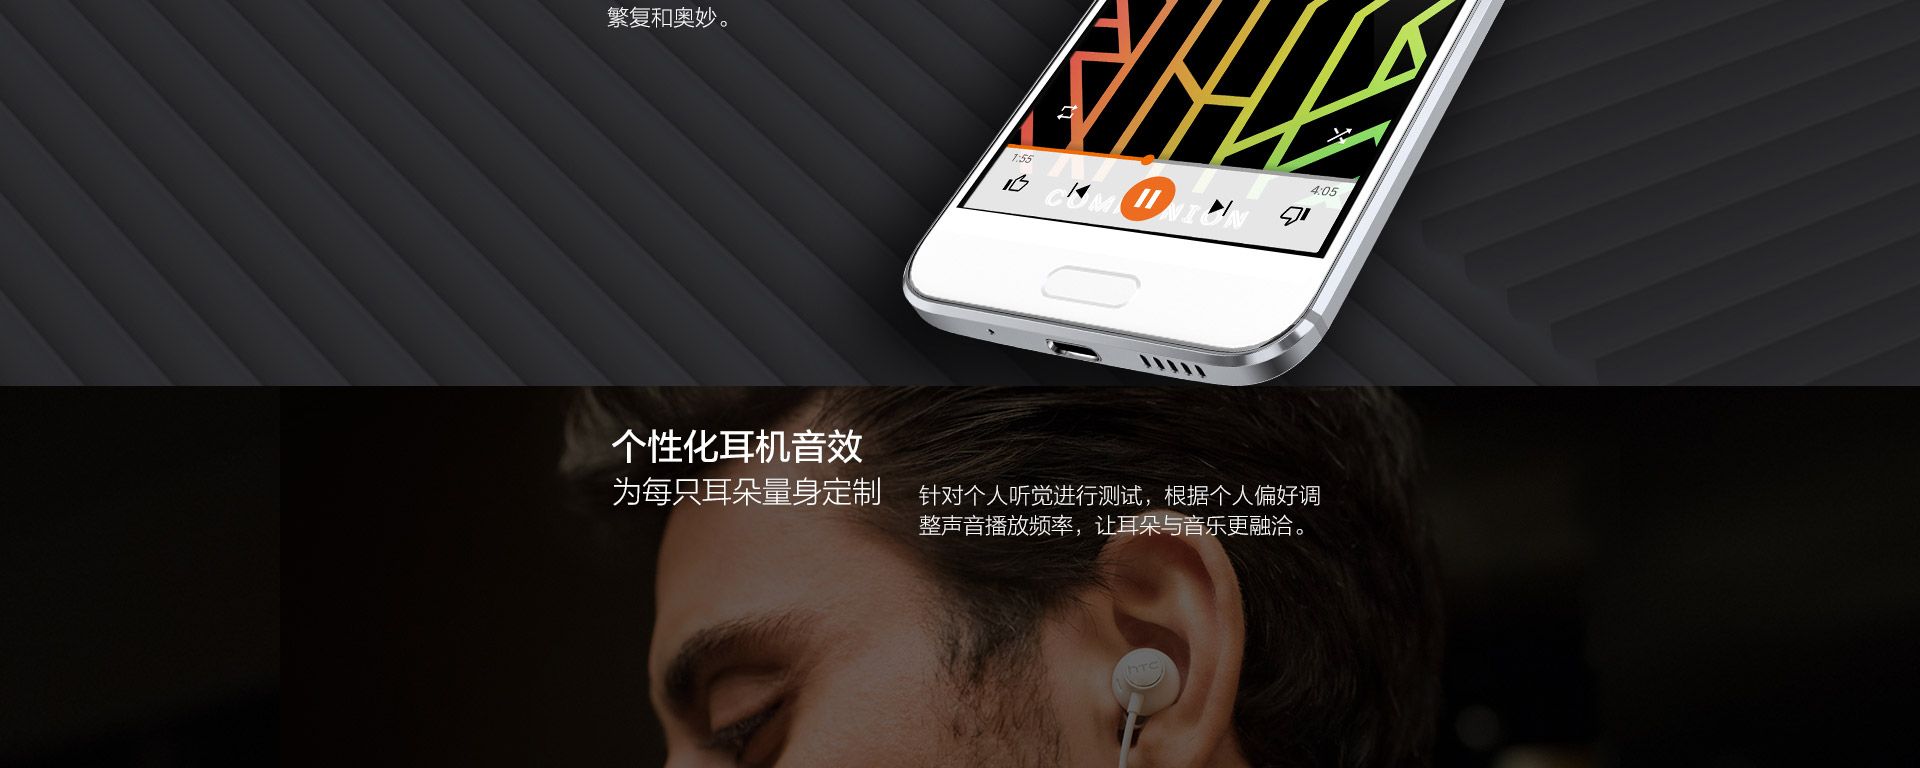 繁复和奥妙。
1:55
4:05
个性化耳机音效
为每只耳朵量身定制
针对个人听觉进行测试，根据个人偏好调
整声音播放频率，让耳朵与音乐更融洽。
hTC